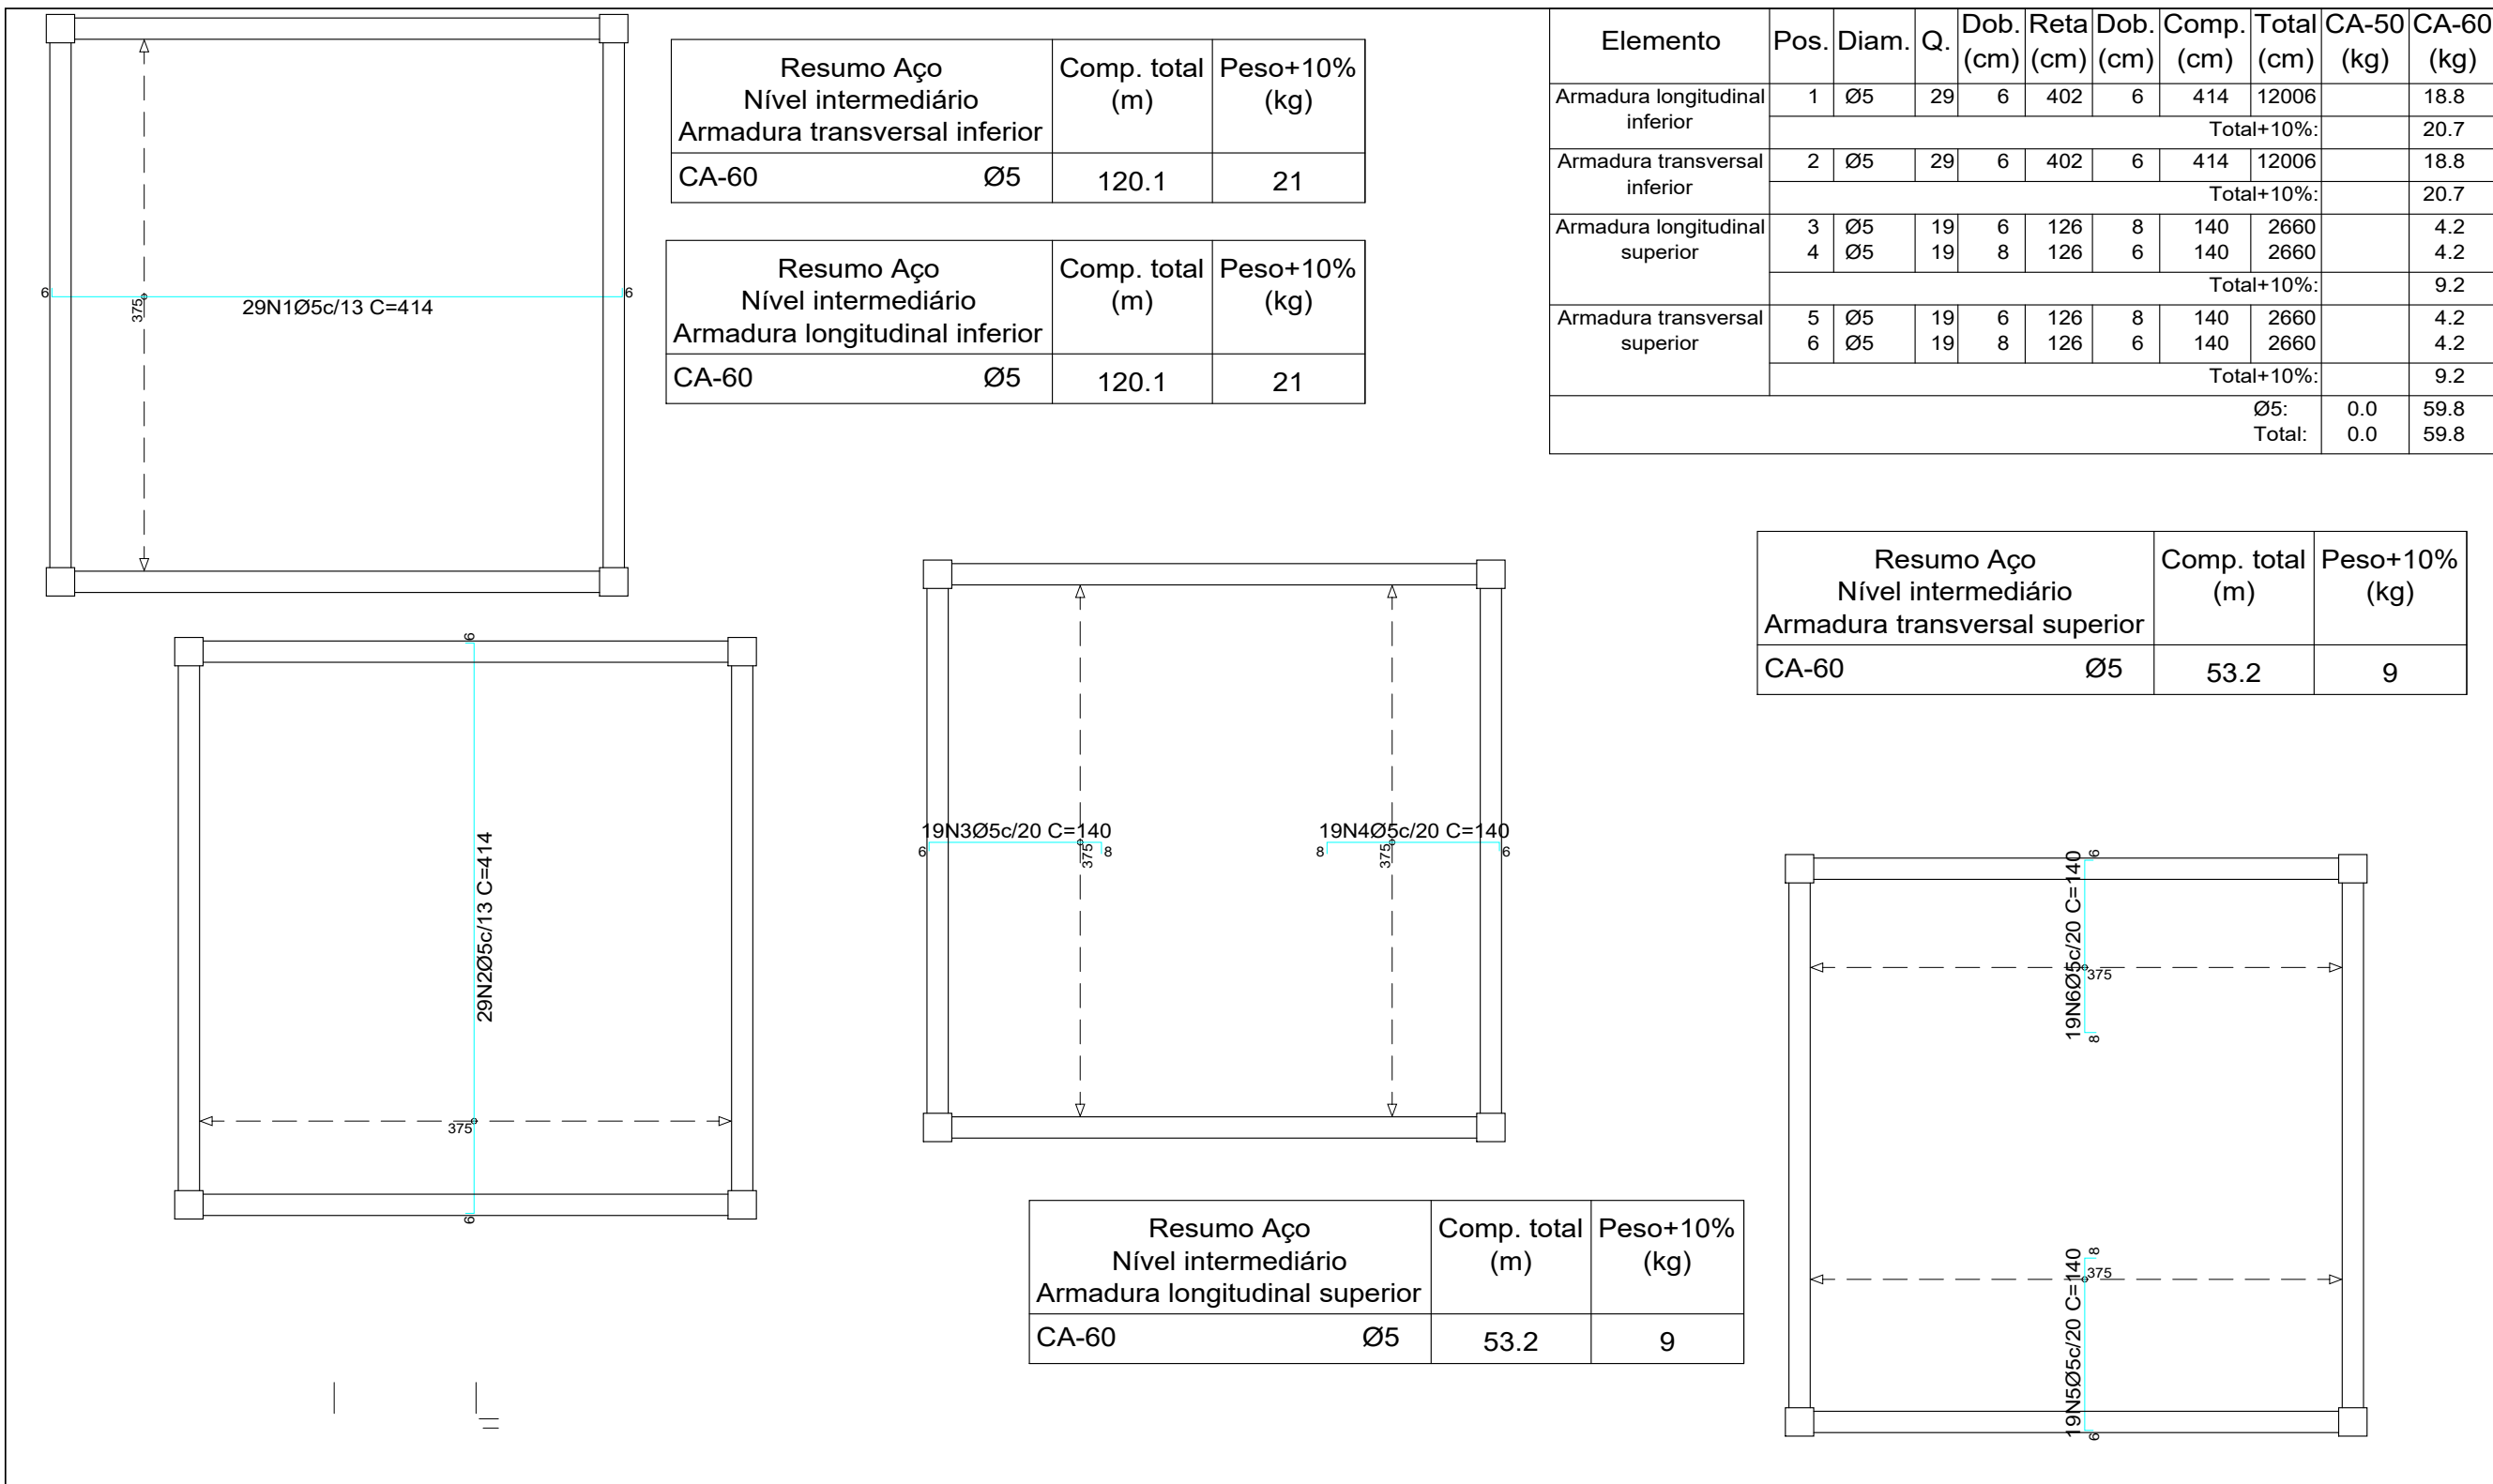 Resumo Aço
Nível intermediário
Armadura transversal inferior
Comp. total
(m)
Peso+10%
(kg)
CA-60 Ø5 120.1 21
Resumo Aço
Nível intermediário
Armadura longitudinal inferior
Comp. total
(m)
Peso+10%
(kg)
CA-60 Ø5 120.1 21
Elemento Pos. Diam. Q. Dob. (cm) Reta (cm) Dob. (cm) Comp. (cm) Total (cm) CA-50 (kg) CA-60 (kg)
Armadura longitudinal 1 Ø5 29 6 402 6 414 12006 18.8
inferior Total+10%: 20.7
Armadura transversal 2 Ø5 29 6 402 6 414 12006 18.8
inferior Total+10%: 20.7
Armadura longitudinal 3 Ø5 19 6 126 8 140 2660 4.2
superior 4 Ø5 19 8 126 6 140 2660 4.2
Total+10%: 9.2
Armadura transversal 5 Ø5 19 6 126 8 140 2660 4.2
superior 6 Ø5 19 8 126 6 140 2660 4.2
Total+10%: 9.2
Ø5: 0.0 59.8
Total: 0.0 59.8
6 6
375
29N1Ø5c/13 C=414
6
29N2Ø5c/13 C=414
375
6
19N3Ø5c/20 C=140
6 375 8
19N4Ø5c/20 C=140
8 375 6
Resumo Aço
Nível intermediário
Armadura transversal superior
Comp. total
(m)
Peso+10%
(kg)
CA-60 Ø5 53.2 9
6
19N6Ø5c/20 C=140
375
8
8
375
19N5Ø5c/20 C=140
6
Resumo Aço
Nível intermediário
Armadura longitudinal superior
Comp. total
(m)
Peso+10%
(kg)
CA-60 Ø5 53.2 9